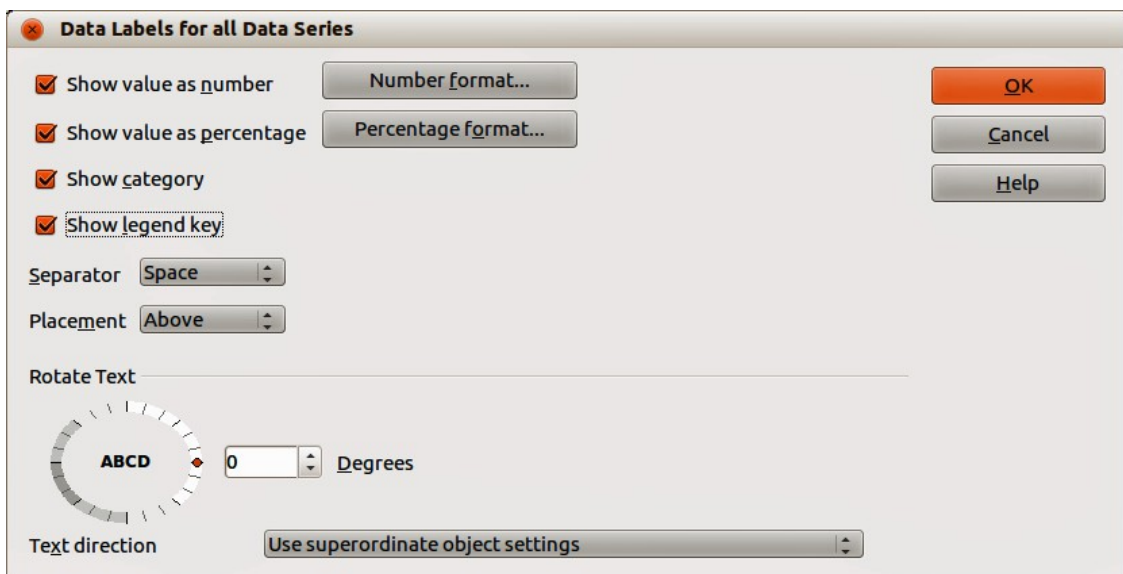 Data Labels for all Data Series
Show value as number
Number format...
OK
Show value as percentage
Percentage format...
Cancel
Show category
Help
Show legend key
Separator
Space
Placement
Above
Rotate Text
ABCD
0
Degrees
Text direction
Use superordinate object settings